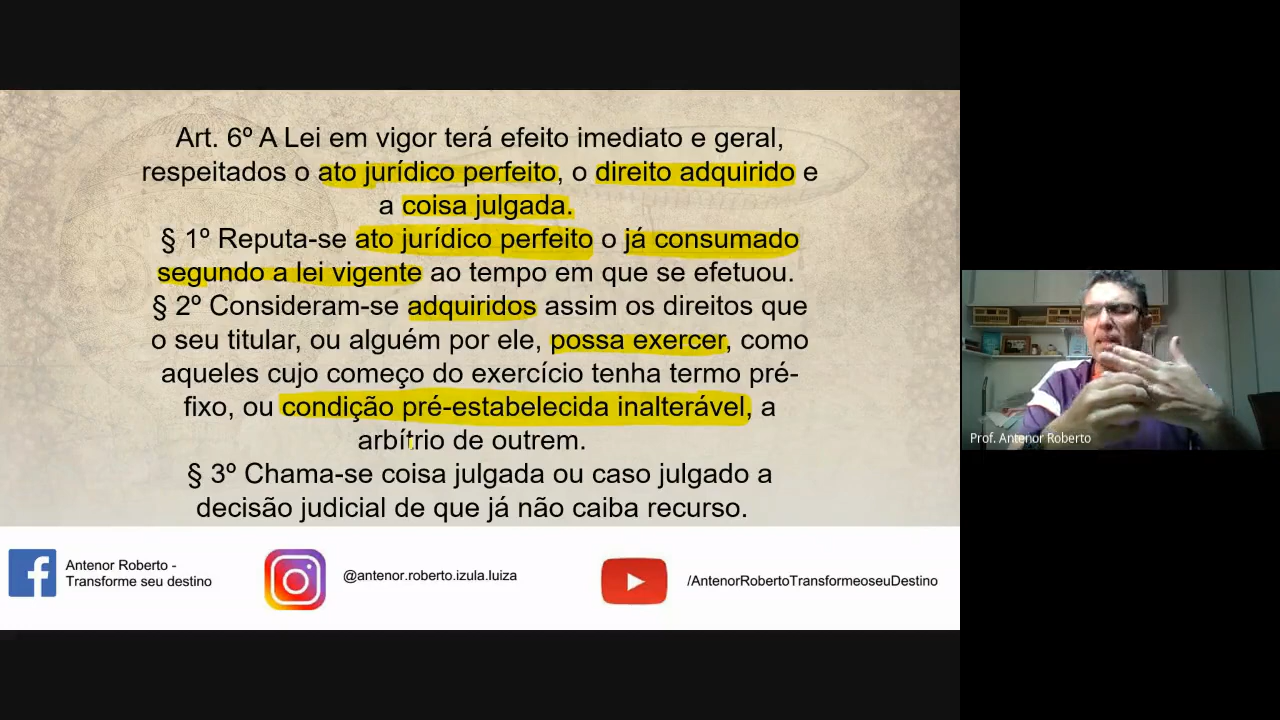 Art. 6º A Lei em vigor terá efeito imediato e geral,
respeitados o ato jurídico perfeito, o direito adquirido e
a coisa julgada.
§ 1º Reputa-se ato jurídico perfeito o já consumado
segundo a lei vigente ao tempo em que se efetuou.
§ 2º Consideram-se adquiridos assim os direitos que
o seu titular, ou alguém por ele, possa exercer, como
aqueles cujo começo do exercício tenha termo pré-
fixo, ou condição pré-estabelecida inalterável, a
arbítrio de outrem.
§ 3º Chama-se coisa julgada ou caso julgado a
decisão judicial de que já não caiba recurso.
Antenor Roberto -
Transforme seu destino
@antenor.roberto.izula.luiza
/AntenorRobertoTransformeoseuDestino
Prof. Antenor Roberto